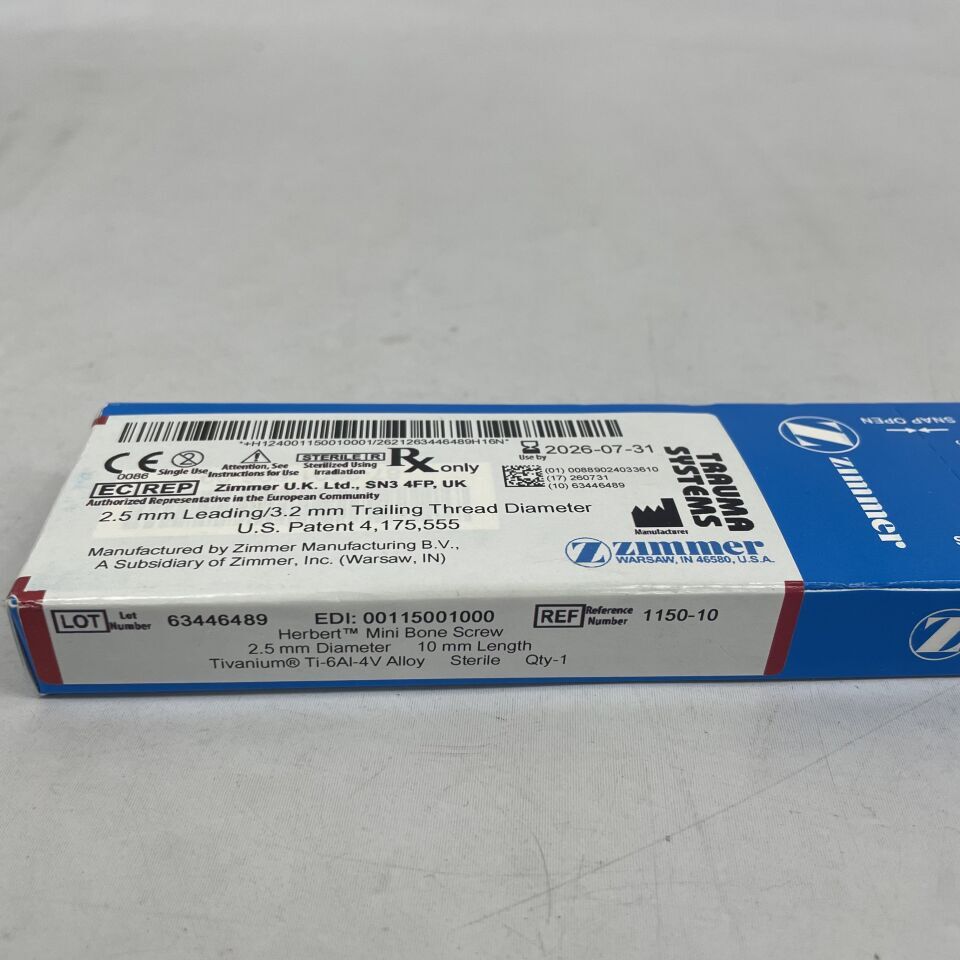 *+H124001150010001/2621263446489H16N*
CE 0086
Single Use
Attention, See Instructions for Use
STERILE R
Sterilized Using Irradiation
Rx only
Use by 2026-07-31
(01) 00889024033610
(17) 260731
(10) 63446489
EC REP Zimmer U.K. Ltd., SN3 4FP, UK
Authorized Representative in the European Community
2.5 mm Leading/3.2 mm Trailing Thread Diameter
U.S. Patent 4,175,555
Manufactured by Zimmer Manufacturing B.V.,
A Subsidiary of Zimmer, Inc. (Warsaw, IN)
Manufacturer
TRAUMA
SYSTEMS
zimmer
WARSAW, IN 46580, U.S.A.
SNAP OPEN
zimmer
LOT Lot Number 63446489 EDI: 00115001000 REF Reference Number 1150-10
Herbert™ Mini Bone Screw
2.5 mm Diameter 10 mm Length
Tivanium® Ti-6Al-4V Alloy Sterile Qty-1